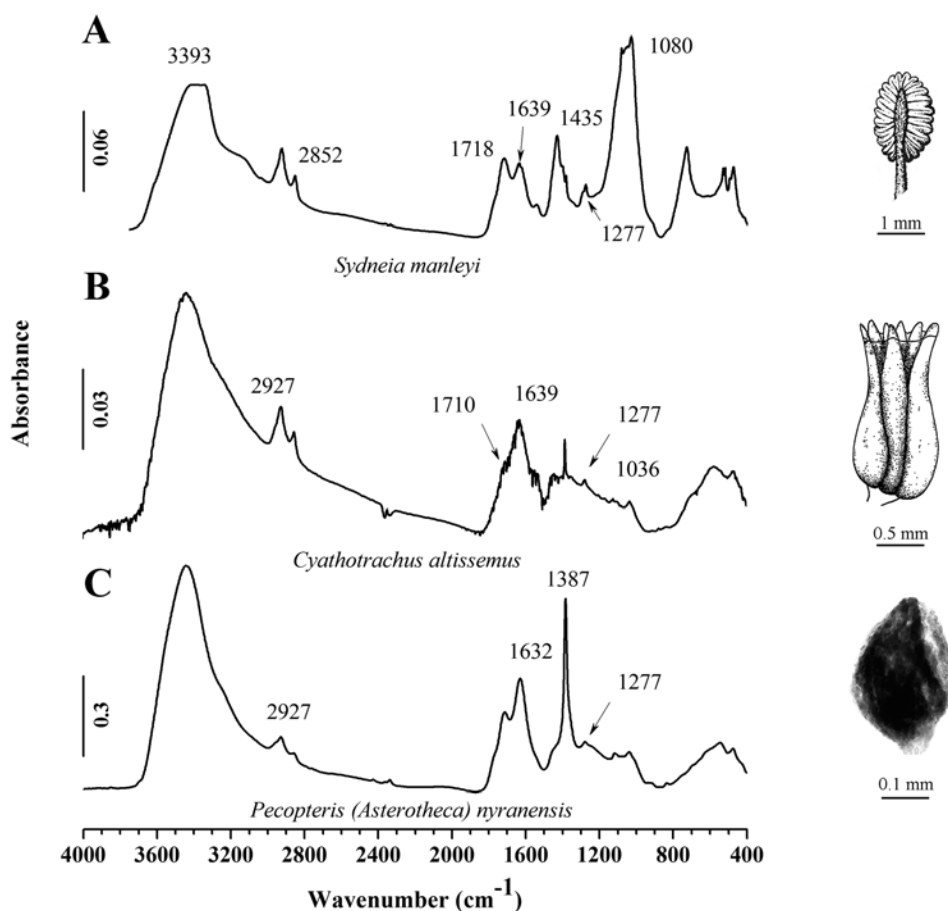 A
3393
1080
2852
1718
1639
1435
1277
0.06
Sydneia manleyi
1 mm
B
2927
1710
1639
1277
1036
0.03
Cyathotrachus altissemus
0.5 mm
Absorbance
C
2927
1632
1387
1277
0.3
Pecopteris (Asterotheca) nyranensis
0.1 mm
4000 3600 2800 2000 1600 1200 800 400
Wavenumber (cm-1)